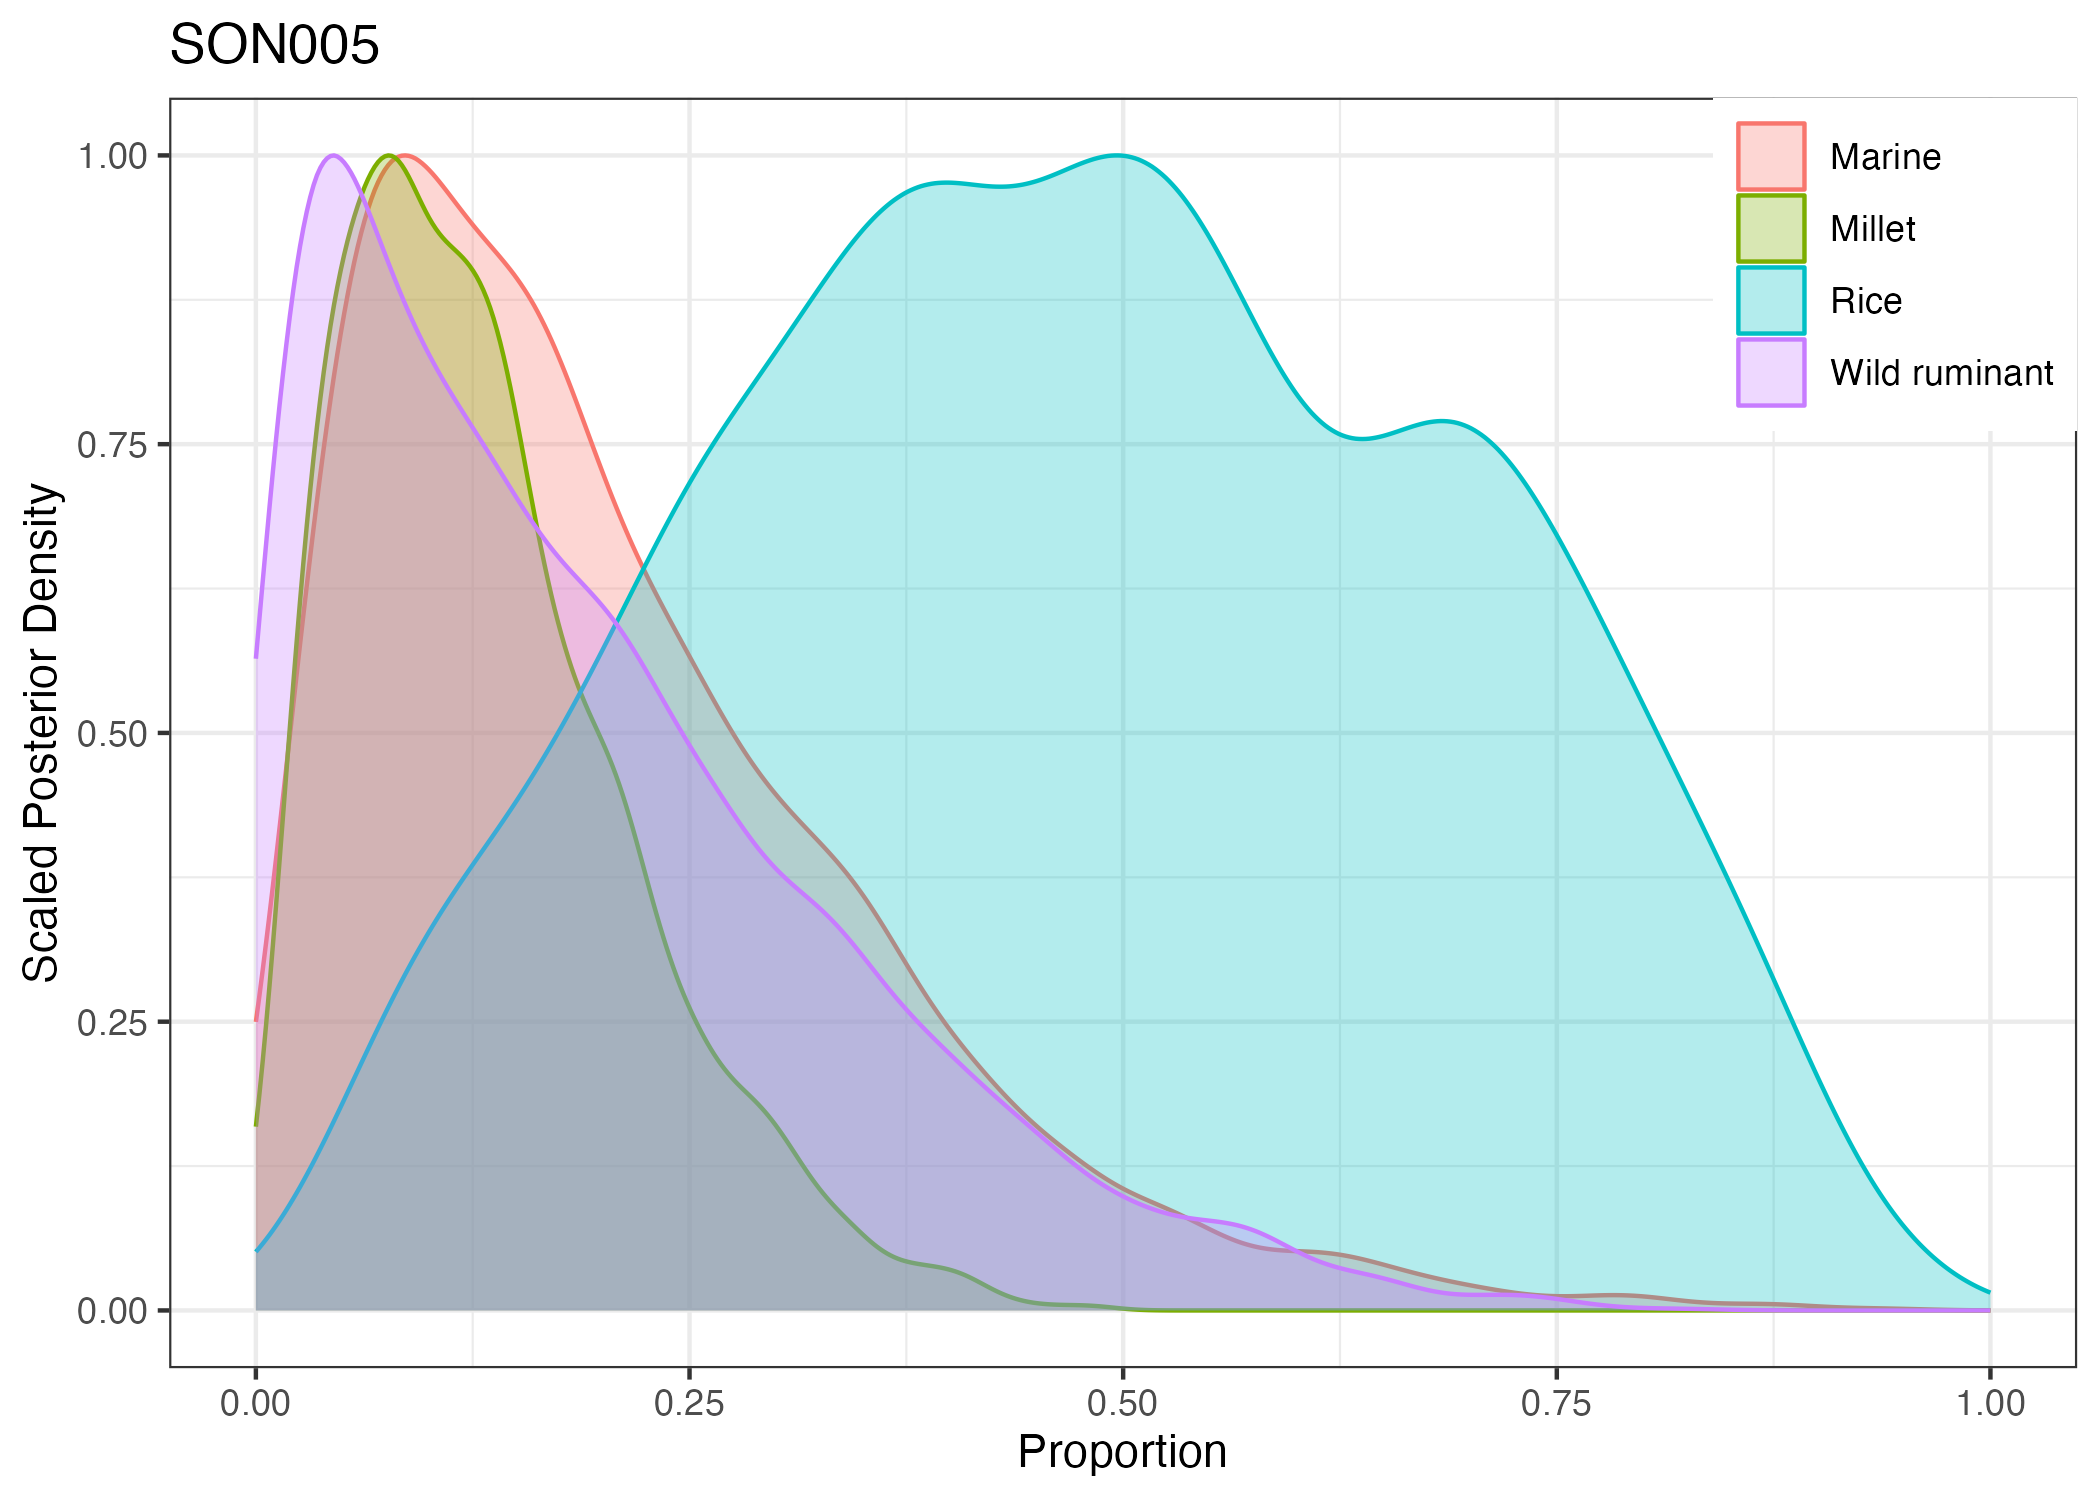 SON005
Marine
Millet
Rice
Wild ruminant
Scaled Posterior Density
1.00
0.75
0.50
0.25
0.00
0.00 0.25 0.50 0.75 1.00
Proportion